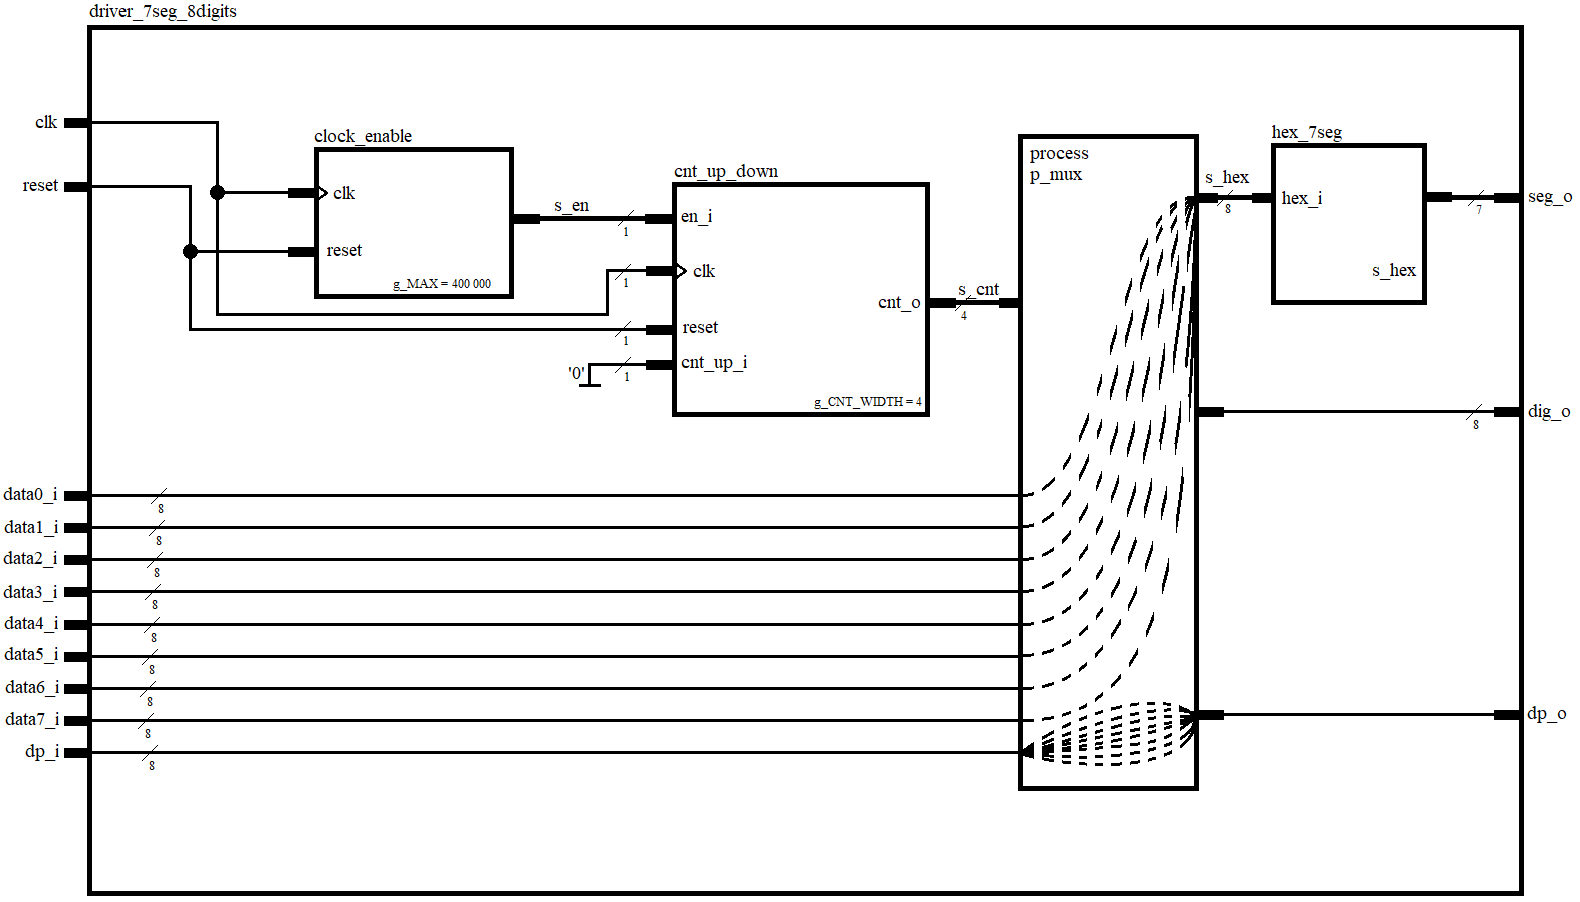 driver_7seg_8digits
clk
reset
clock_enable
clk
reset
g_MAX = 400 000
s_en
1
cnt_up_down
en_i
clk
1
reset
1
cnt_up_i
'0'
1
cnt_o
g_CNT_WIDTH = 4
s_cnt
4
process
p_mux
s_hex
8
hex_7seg
hex_i
s_hex
7
seg_o
8
dig_o
data0_i
8
data1_i
8
data2_i
8
data3_i
8
data4_i
8
data5_i
8
data6_i
8
data7_i
8
dp_i
8
dp_o